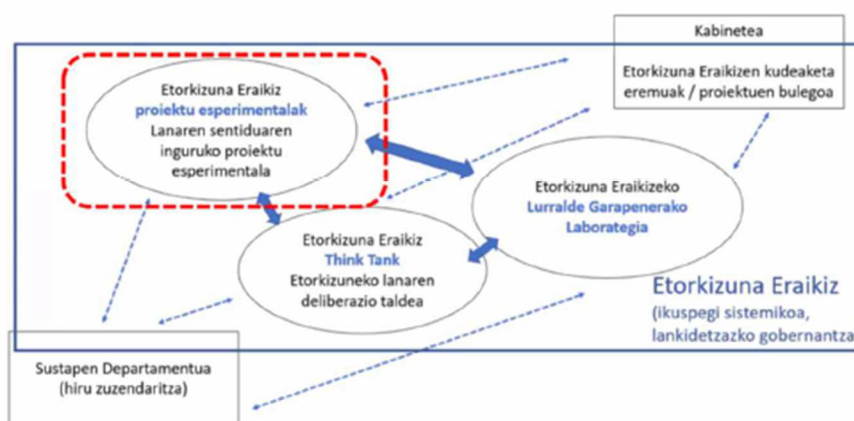 Kabinetea
Etorkizuna Eraikizen kudeaketa
eremuak / proiektuen bulegoa
Etorkizuna Eraikiz
proiektu esperimentalak
Lanaren sentiduaren
inguruko proiektu
esperimentala
Etorkizuna Eraikizeko
Lurralde Garapenerako
Laborategia
Etorkizuna Eraikiz
Think Tank
Etorkizuneko lanaren
deliberazio taldea
Etorkizuna Eraikiz
(ikuspegi sistemikoa,
lankidetzazko gobernantza
Sustapen Departamentua
(hiru zuzendaritza)